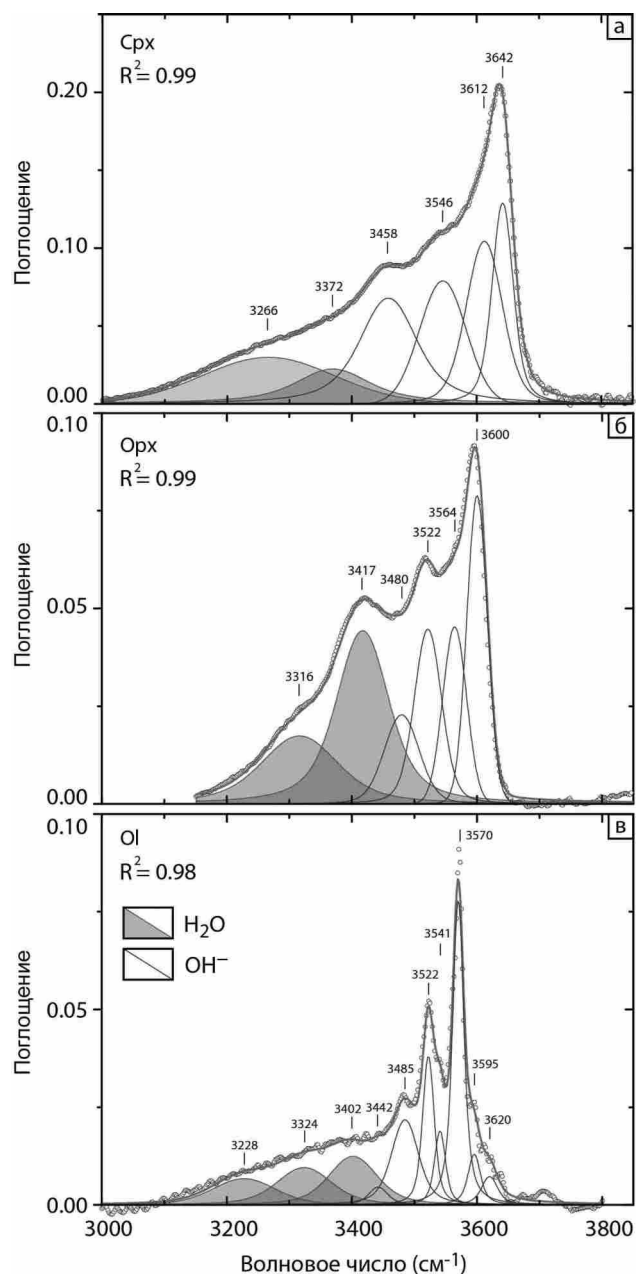 а
Cpx
R² = 0.99
3642
3612
3546
3458
3372
3266
0.20
0.10
0.00
Поглощение
б
Opx
R² = 0.99
3600
3564
3522
3480
3417
3316
0.10
0.05
0.00
Поглощение
в
Ol
R² = 0.98
H₂O
OH⁻
3570
3541
3522
3595
3485
3620
3442
3402
3324
3228
0.10
0.05
0.00
Поглощение
3000 3200 3400 3600 3800
Волновое число (см⁻¹)